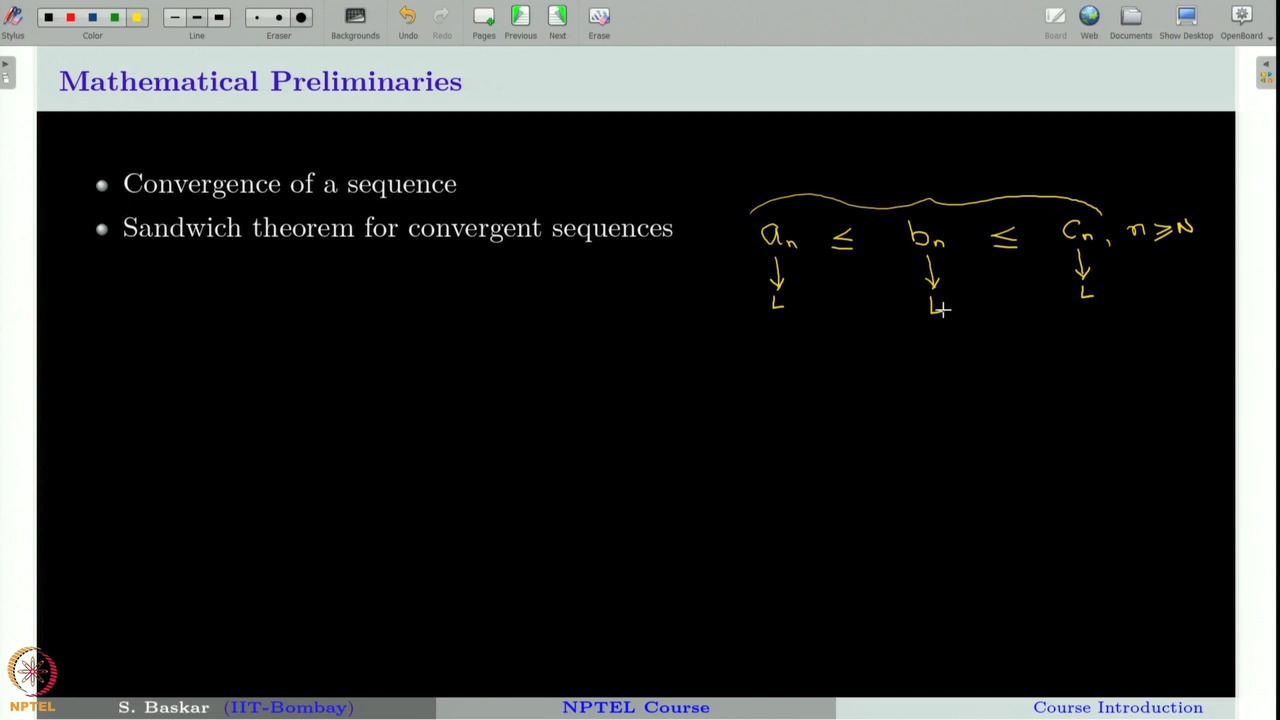 Stylus Color Line Eraser Backgrounds Undo Redo Pages Previous Next Erase Board Web Documents Show Desktop OpenBoard
Mathematical Preliminaries
Convergence of a sequence
Sandwich theorem for convergent sequences
aₙ ≤ bₙ ≤ cₙ, n ≥ N
↓ ↓ ↓
L L L
NPTEL
S. Baskar (IIT-Bombay) NPTEL Course Course Introduction